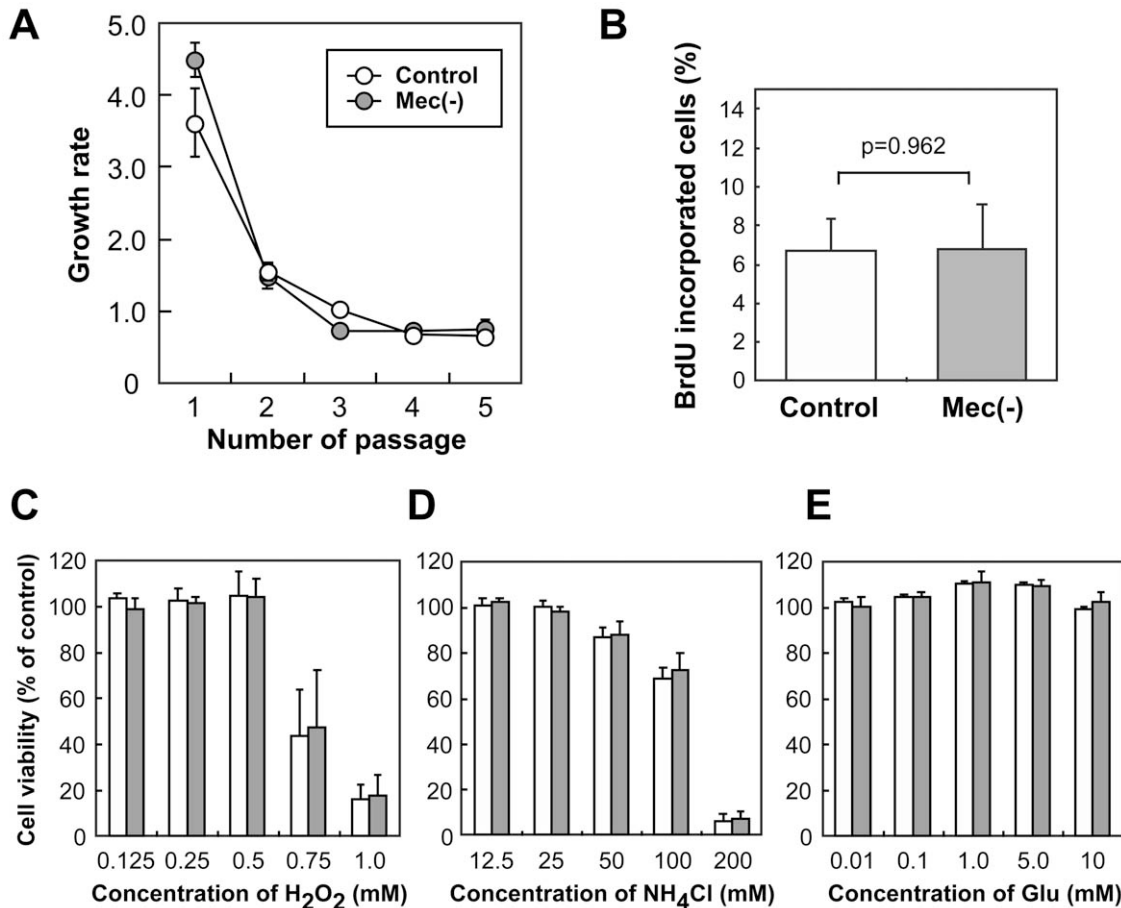 A
Growth rate
5.0
4.0
3.0
2.0
1.0
0
Control
Mec(-)
1 2 3 4 5
Number of passage
B
BrdU incorporated cells (%)
14
12
10
8
6
4
2
0
p=0.962
Control Mec(-)
C
Cell viability (% of control)
120
100
80
60
40
20
0
0.125 0.25 0.5 0.75 1.0
Concentration of H₂O₂ (mM)
D
120
100
80
60
40
20
0
12.5 25 50 100 200
Concentration of NH₄Cl (mM)
E
120
100
80
60
40
20
0
0.01 0.1 1.0 5.0 10
Concentration of Glu (mM)